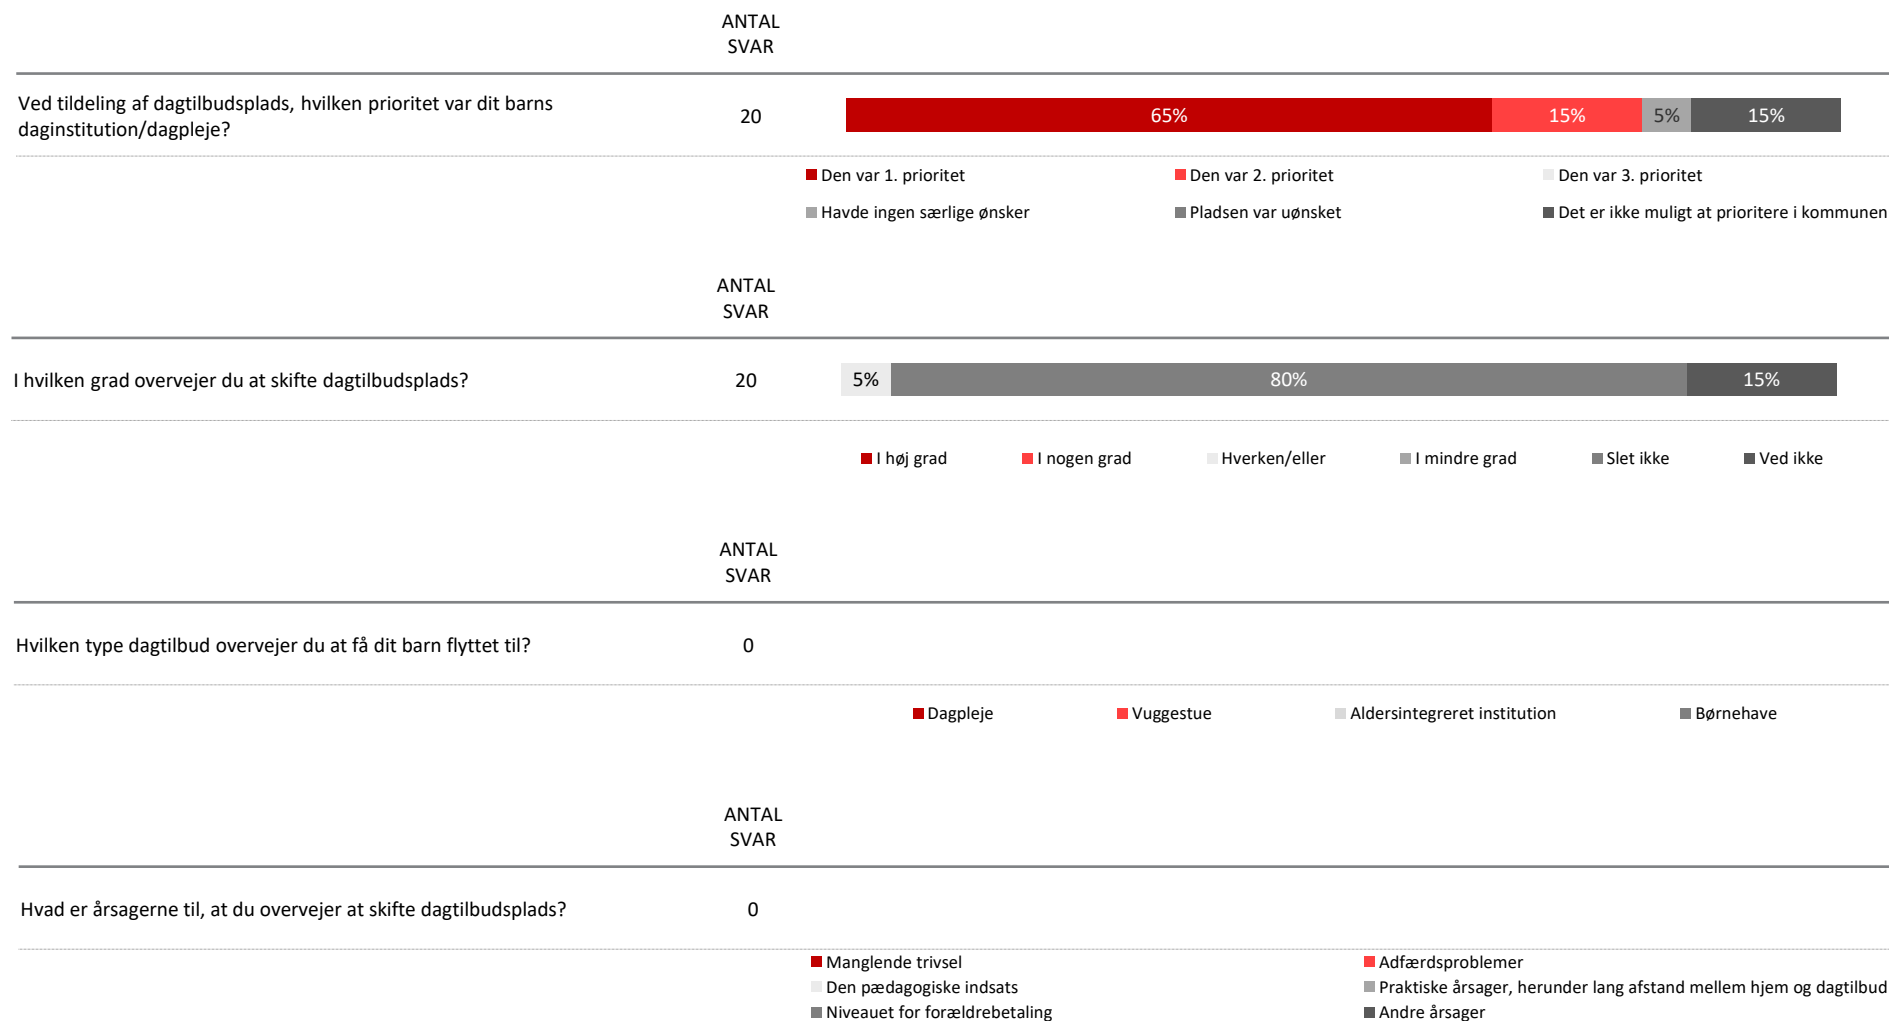 ANTAL
SVAR
Ved tildeling af dagtilbudsplads, hvilken prioritet var dit barns
daginstitution/dagpleje?
20
65%
15%
5%
15%
Den var 1. prioritet
Den var 2. prioritet
Den var 3. prioritet
Havde ingen særlige ønsker
Pladsen var uønsket
Det er ikke muligt at prioritere i kommunen
ANTAL
SVAR
I hvilken grad overvejer du at skifte dagtilbudsplads?
20
5%
80%
15%
I høj grad
I nogen grad
Hverken/eller
I mindre grad
Slet ikke
Ved ikke
ANTAL
SVAR
Hvilken type dagtilbud overvejer du at få dit barn flyttet til?
0
Dagpleje
Vuggestue
Aldersintegreret institution
Børnehave
ANTAL
SVAR
Hvad er årsagerne til, at du overvejer at skifte dagtilbudsplads?
0
Manglende trivsel
Adfærdsproblemer
Den pædagogiske indsats
Praktiske årsager, herunder lang afstand mellem hjem og dagtilbud
Niveauet for forældrebetaling
Andre årsager